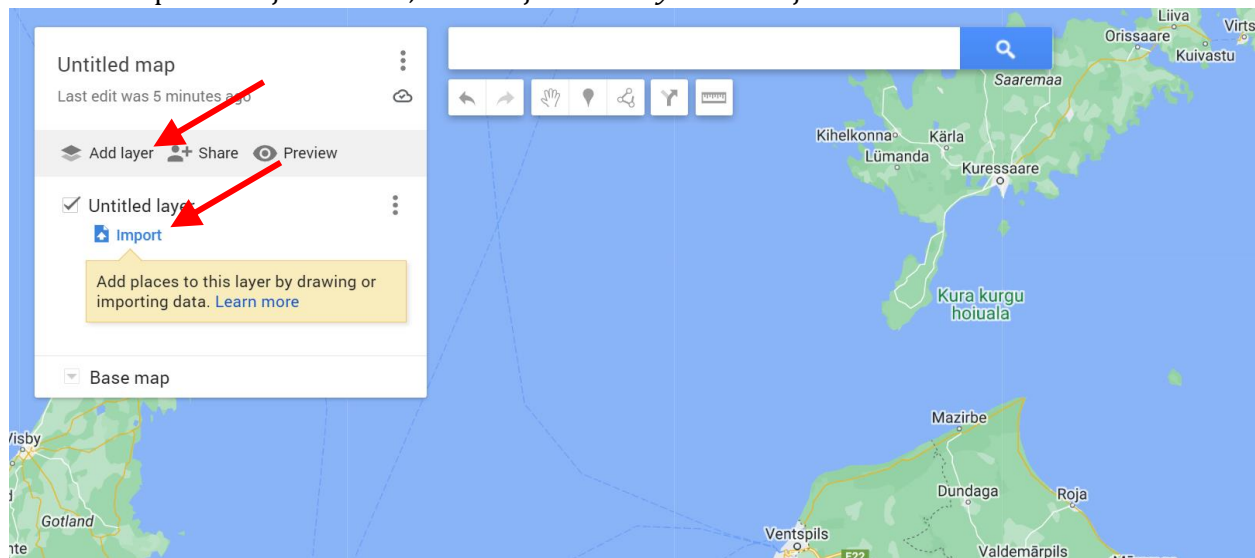 Untitled map
Last edit was 5 minutes ago
Add layer
Share
Preview
Untitled layer
Import
Add places to this layer by drawing or
importing data. Learn more
Base map
Liiva
Orissaare
Virts
Kuivastu
Saaremaa
Kihelkonna
Kärla
Lümanda
Kuressaare
Kura kurgu
hoiuala
Mazirbe
Visby
Dundaga
Roja
Gotland
Ventspils
E22
Valdemārpils